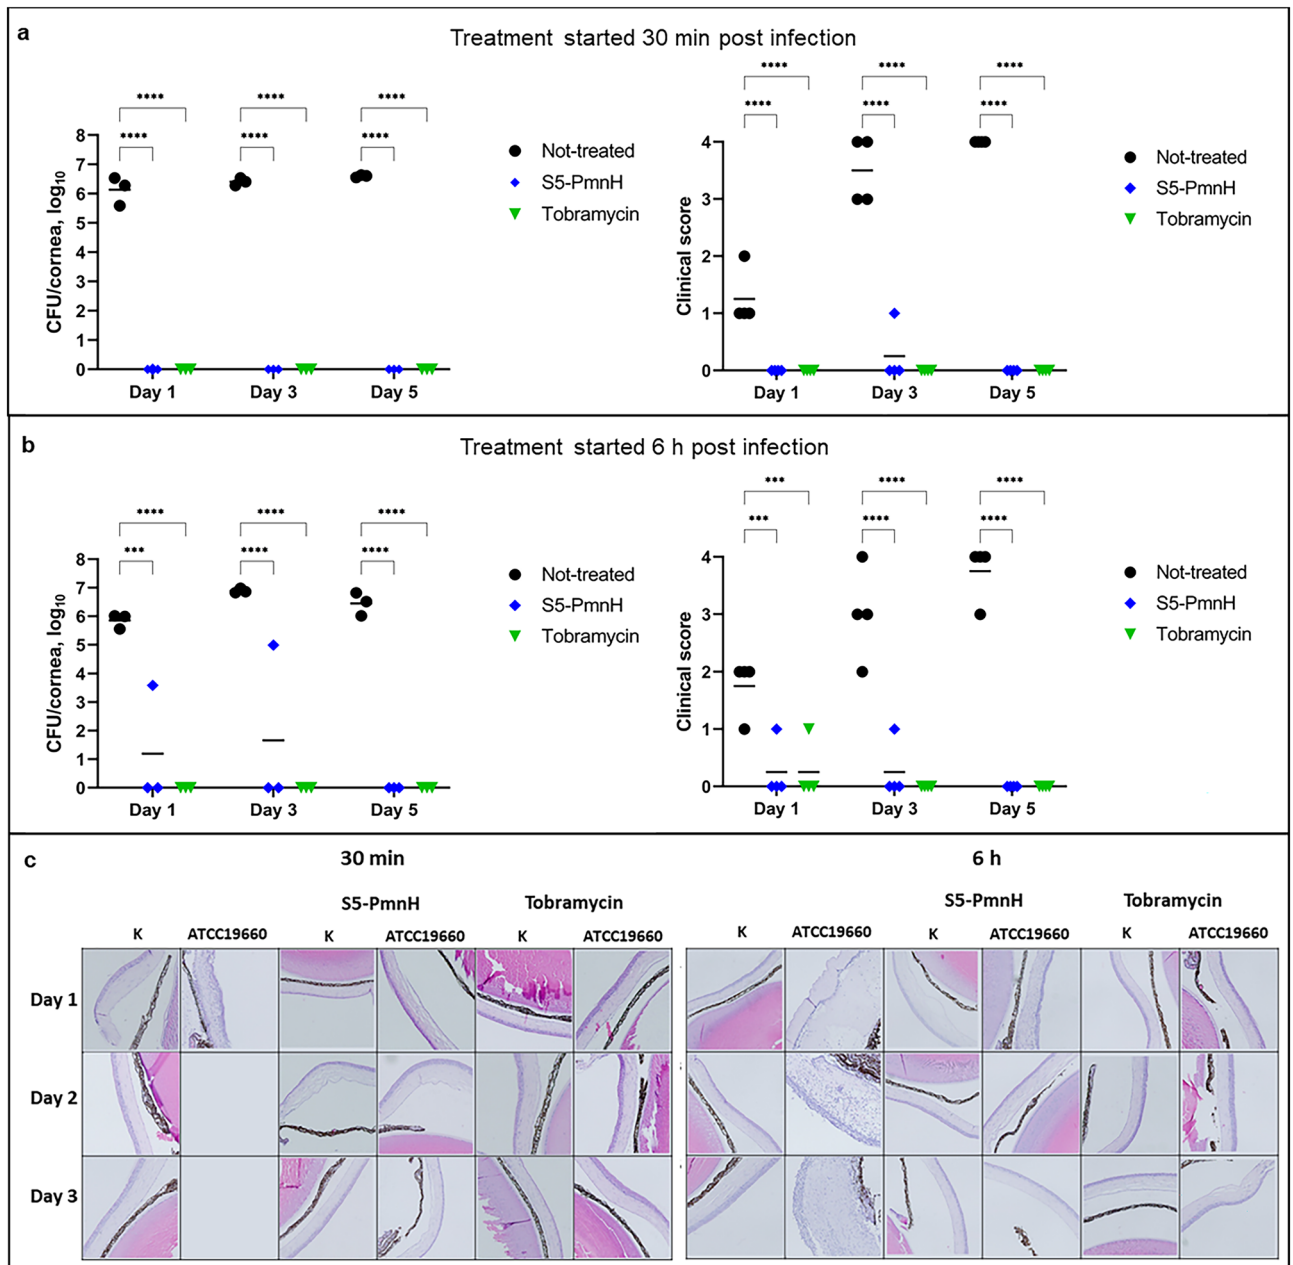 a
Treatment started 30 min post infection
**** **** ****
**** **** ****
CFU/cornea, log10
8
7
6
5
4
3
2
1
0
Day 1 Day 3 Day 5
Not-treated
S5-PmnH
Tobramycin
**** **** ****
**** **** ****
Clinical score
4
3
2
1
0
Day 1 Day 3 Day 5
Not-treated
S5-PmnH
Tobramycin
b
Treatment started 6 h post infection
**** **** ****
*** **** ****
CFU/cornea, log10
8
7
6
5
4
3
2
1
0
Day 1 Day 3 Day 5
Not-treated
S5-PmnH
Tobramycin
*** **** ****
*** **** ****
Clinical score
4
3
2
1
0
Day 1 Day 3 Day 5
Not-treated
S5-PmnH
Tobramycin
c
30 min 6 h
S5-PmnH Tobramycin S5-PmnH Tobramycin
K ATCC19660 K ATCC19660 K ATCC19660 K ATCC19660 K ATCC19660 K ATCC19660
Day 1
Day 2
Day 3